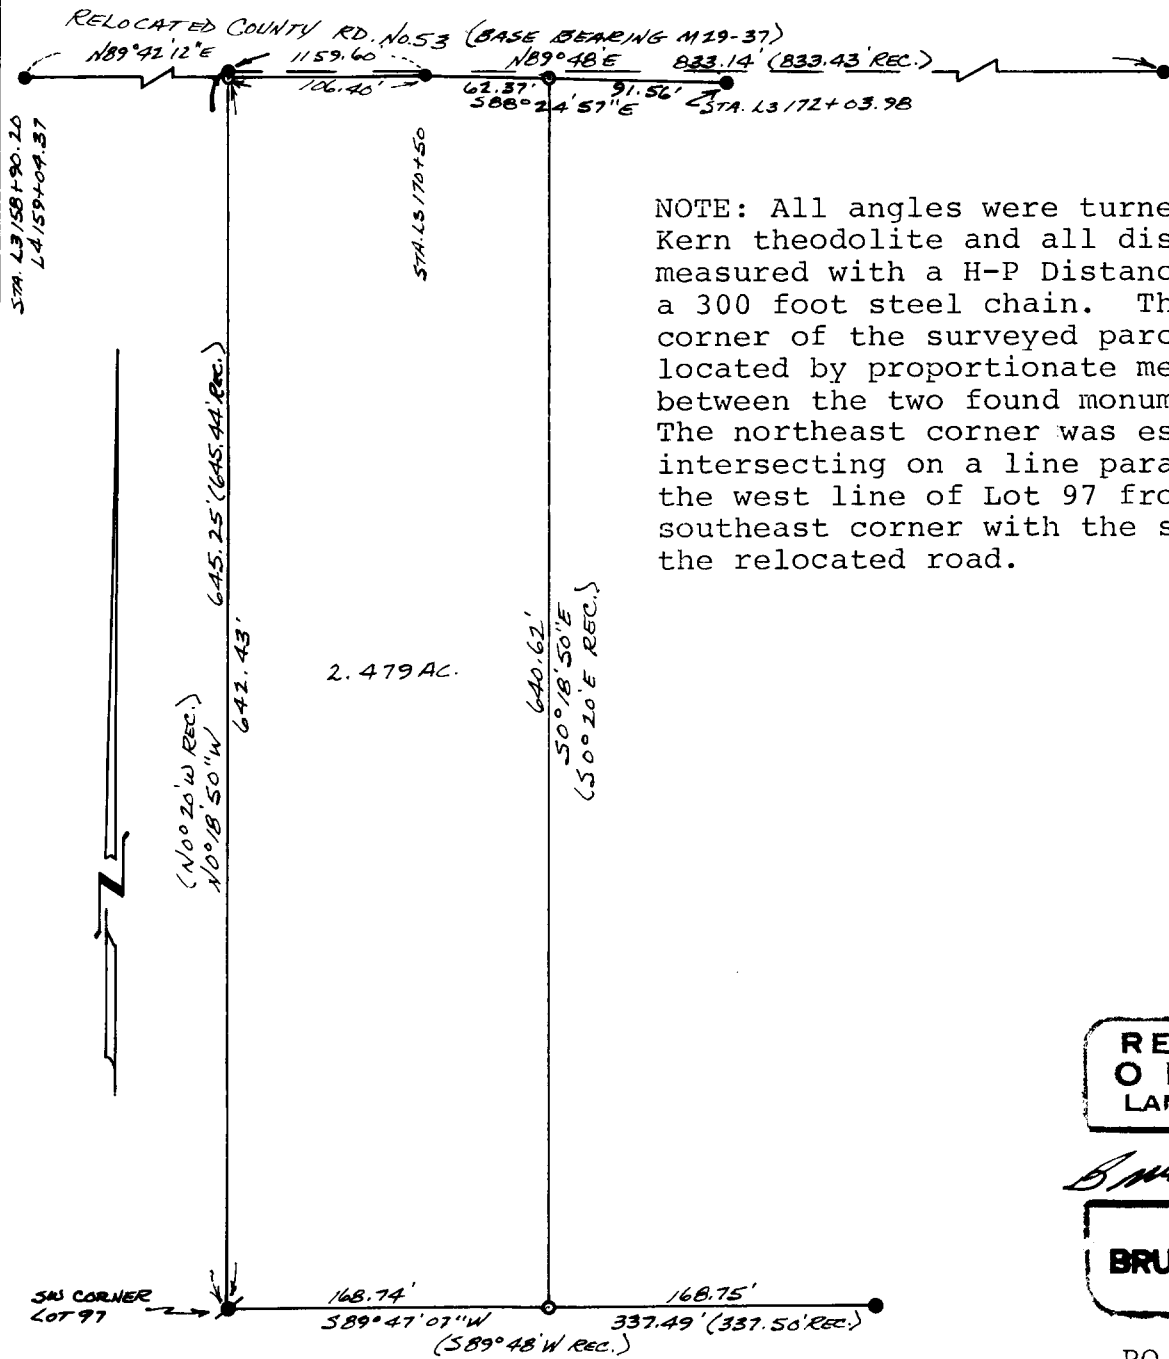 RELOCATED COUNTY RD. No.53 (BASE BEARING M29-37)
N89°42'12"E
1159.60'
N89°48'E
833.14' (833.43' REC.)
106.40'
62.37'
91.56'
S88°24'57"E
STA. L3 172+03.98
STA. L3 158+90.20
L4 159+04.37
STA. L3 170+50
NOTE: All angles were turne
Kern theodolite and all dis
measured with a H-P Distanc
a 300 foot steel chain. Th
corner of the surveyed parc
located by proportionate me
between the two found monum
The northeast corner was es
intersecting on a line para
the west line of Lot 97 fro
southeast corner with the s
the relocated road.
645.25' (645.44' Rec.)
642.43'
(N0°20'W REC.)
N0°18'50"W
2.479 AC.
640.62'
S0°18'50"E
(S0°20'E REC.)
RE
O
LA
BRU
SW CORNER
LOT 97
168.74'
168.75'
S89°47'07"W
337.49' (337.50' REC.)
(S89°48'W REC.)
PO